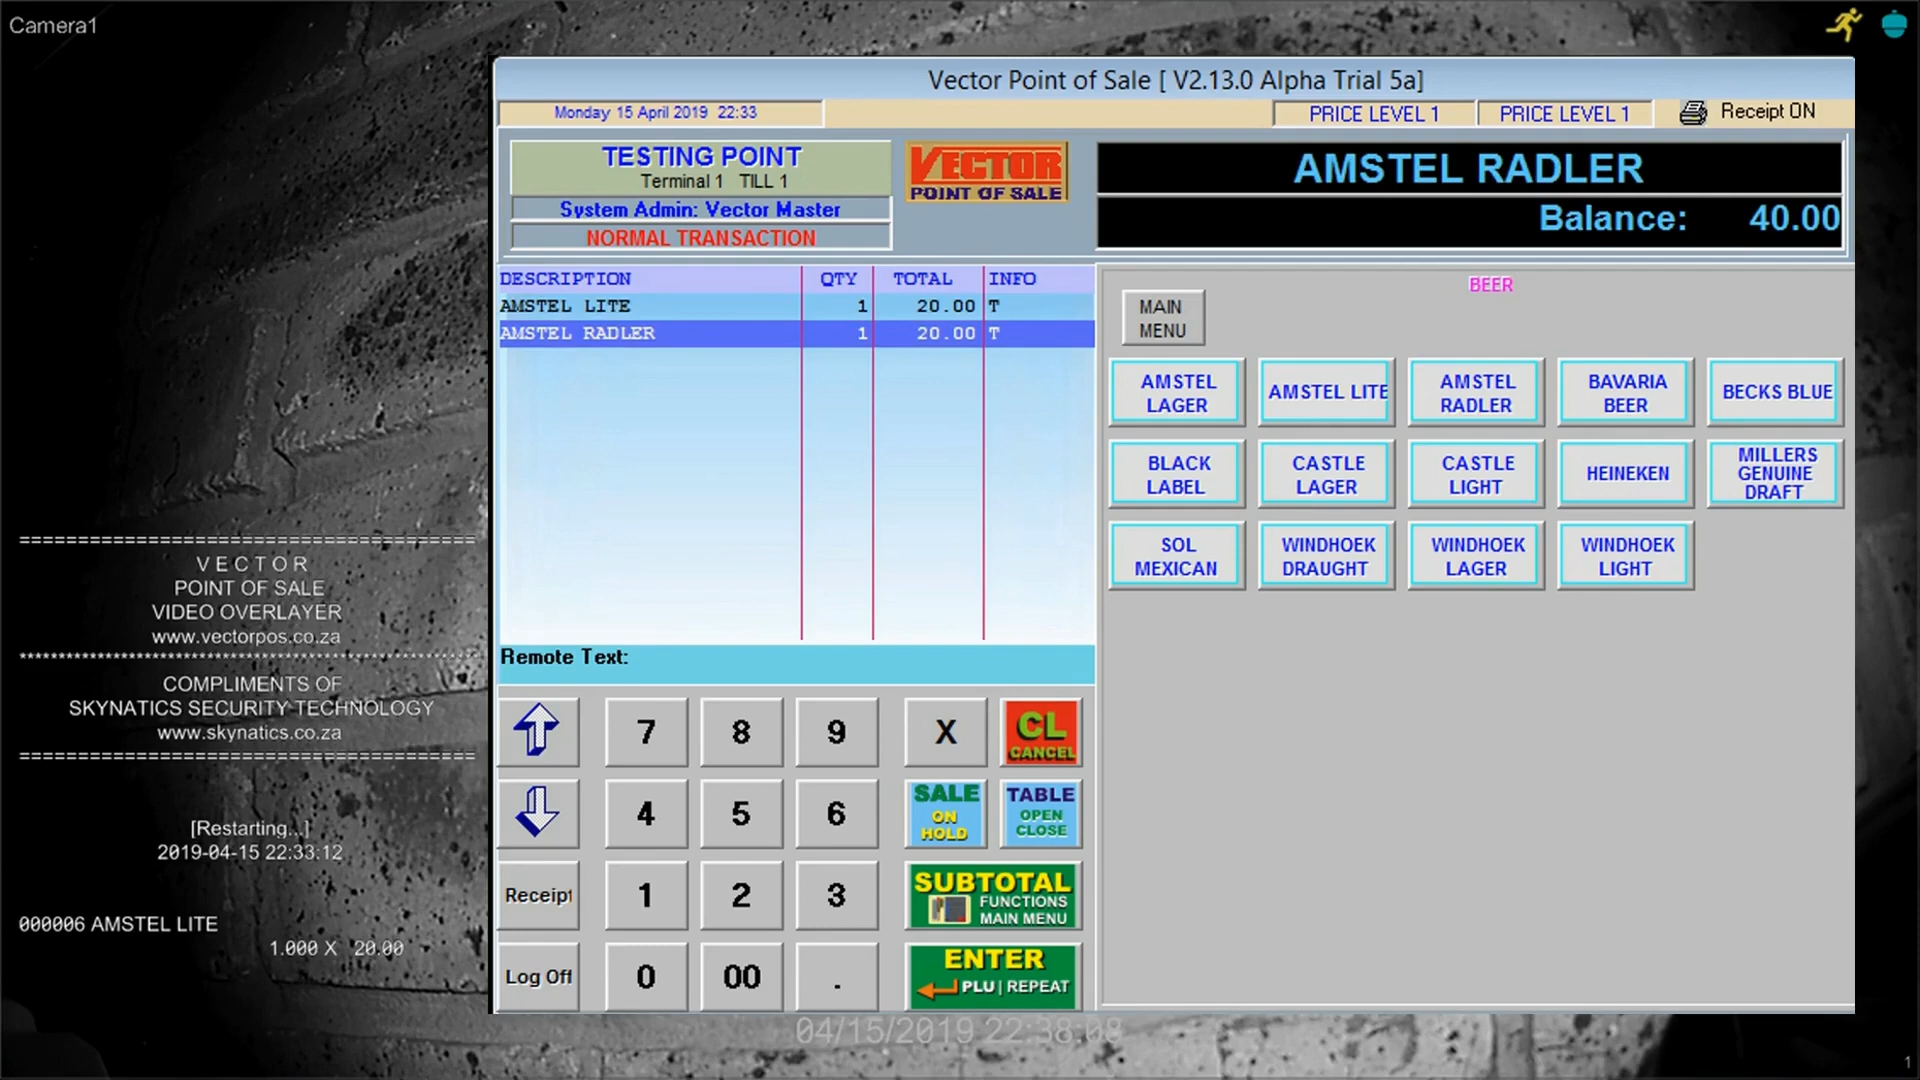 Camera1
Vector Point of Sale [ V2.13.0 Alpha Trial 5a]
Monday 15 April 2019 22:33
PRICE LEVEL 1
PRICE LEVEL 1
Receipt ON
TESTING POINT
Terminal 1 TILL 1
System Admin: Vector Master
NORMAL TRANSACTION
VECTOR
POINT OF SALE
AMSTEL RADLER
Balance: 40.00
DESCRIPTION QTY TOTAL INFO
AMSTEL LITE 1 20.00 T
AMSTEL RADLER 1 20.00 T
Remote Text:
BEER
MAIN
MENU
AMSTEL
LAGER
AMSTEL LITE
AMSTEL
RADLER
BAVARIA
BEER
BECKS BLUE
BLACK
LABEL
CASTLE
LAGER
CASTLE
LIGHT
HEINEKEN
MILLERS
GENUINE
DRAFT
SOL
MEXICAN
WINDHOEK
DRAUGHT
WINDHOEK
LAGER
WINDHOEK
LIGHT
7 8 9 X
CL
CANCEL
4 5 6
SALE
ON
HOLD
TABLE
OPEN
CLOSE
Receipt
1 2 3
SUBTOTAL
FUNCTIONS
MAIN MENU
Log Off
0 00 .
ENTER
PLU | REPEAT
==========================================
V E C T O R
POINT OF SALE
VIDEO OVERLAYER
www.vectorpos.co.za
************************************************************
COMPLIMENTS OF
SKYNATICS SECURITY TECHNOLOGY
www.skynatics.co.za
==========================================
[Restarting...]
2019-04-15 22:33:12
000006 AMSTEL LITE
1.000 X 20.00
04/15/2019 22:38:08
1